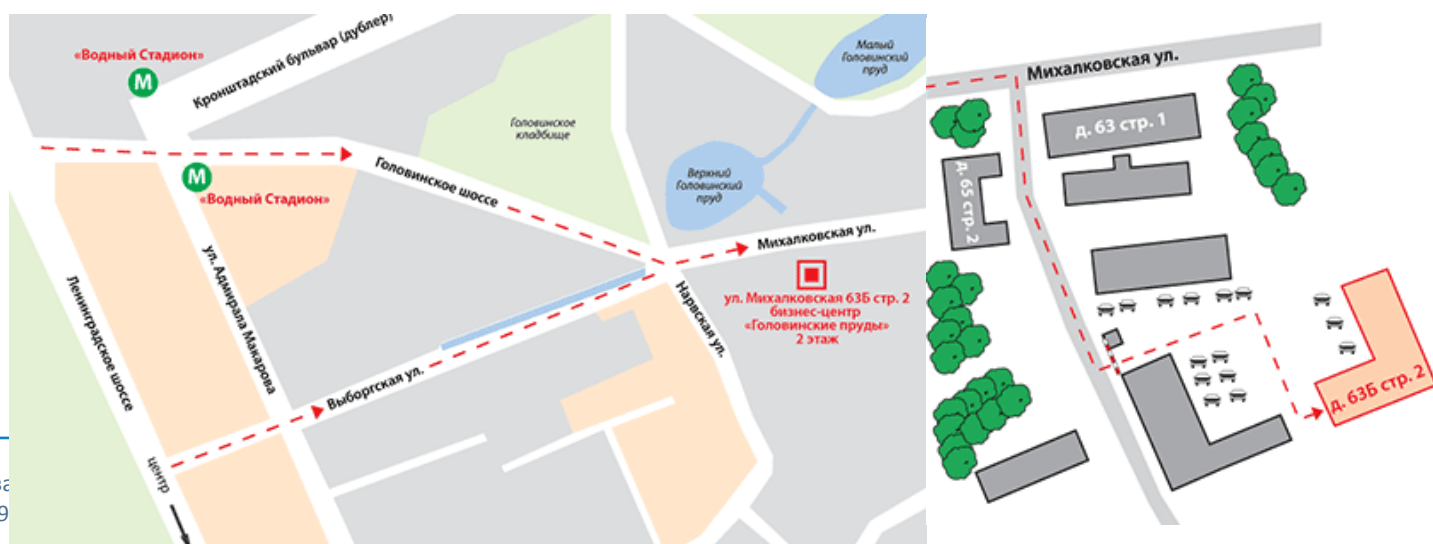 «Водный Стадион»
М
Кронштадский бульвар (дублер)
Малый
Головинский
пруд
Головинское
кладбище
Головинское шоссе
М
«Водный Стадион»
Верхний
Головинский
пруд
Михалковская ул.
ул. Михалковская 63Б стр. 2
бизнес-центр
«Головинские пруды»
2 этаж
Ленинградское шоссе
ул. Адмирала Макарова
Нарвская ул.
Выборгская ул.
центр
Михалковская ул.
д. 63 стр. 1
д. 65 стр. 2
д. 63Б стр. 2